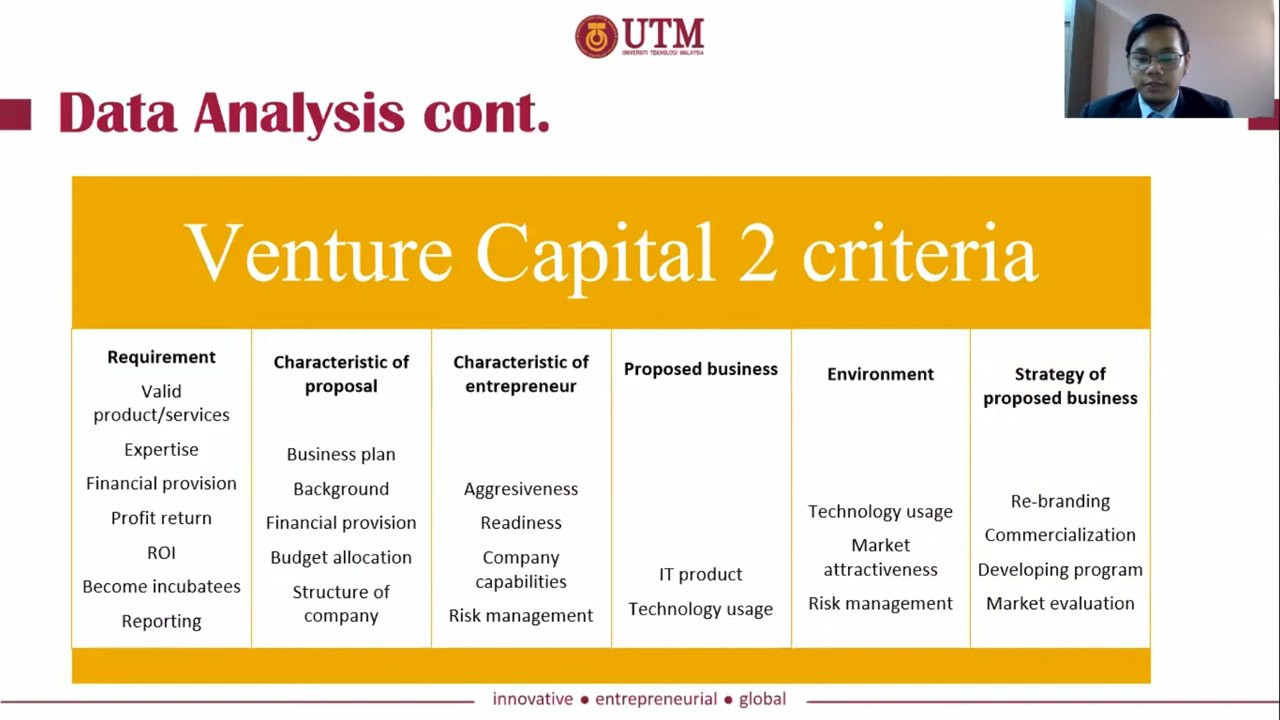 UTM
UNIVERSITI TEKNOLOGI MALAYSIA
Data Analysis cont.
Venture Capital 2 criteria
Requirement
Valid
product/services
Expertise
Financial provision
Profit return
ROI
Become incubatees
Reporting
Characteristic of
proposal
Business plan
Background
Financial provision
Budget allocation
Structure of
company
Characteristic of
entrepreneur
Aggresiveness
Readiness
Company
capabilities
Risk management
Proposed business
IT product
Technology usage
Environment
Technology usage
Market
attractiveness
Risk management
Strategy of
proposed business
Re-branding
Commercialization
Developing program
Market evaluation
innovative ● entrepreneurial ● global